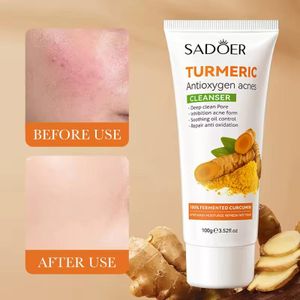 SADOER
TURMERIC
Antioxygen acnes
CLEANSER
Deep clean Pore
Inhibition acne form
Soothing oil control
Repair anti oxidation
100% FERMENTED CURCUMIN
100g℮3.52fl.oz
BEFORE USE
AFTER USE